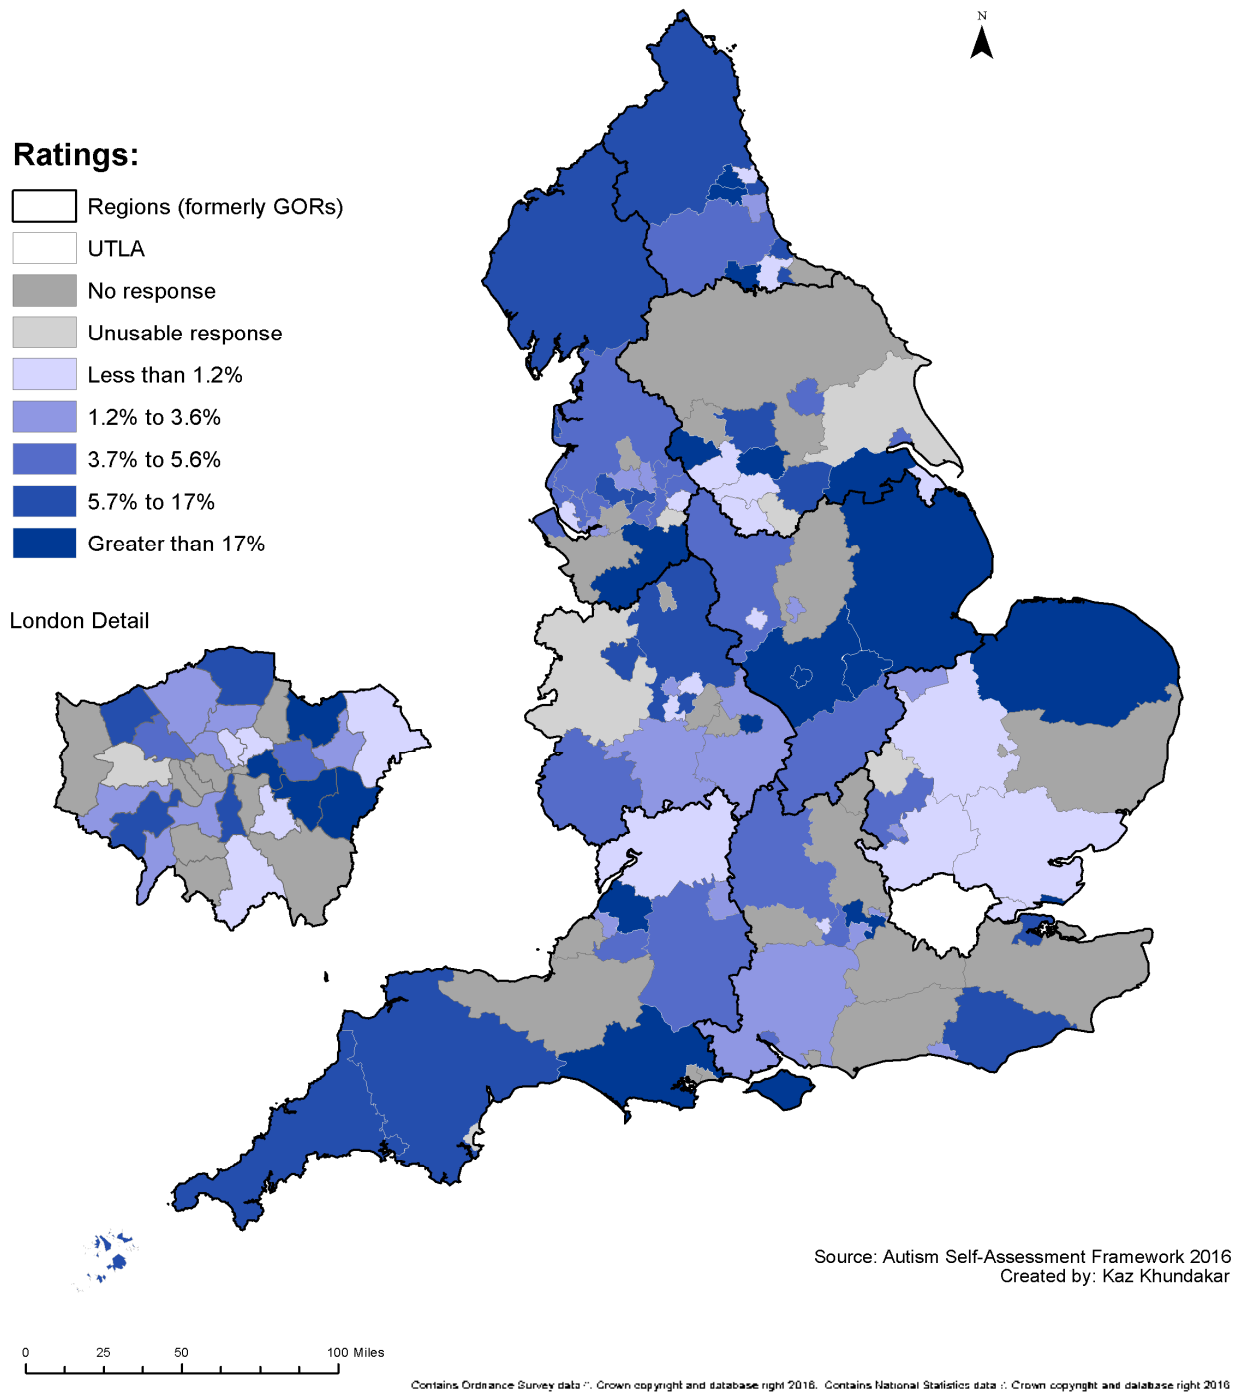 N
Ratings:
Regions (formerly GORs)
UTLA
No response
Unusable response
Less than 1.2%
1.2% to 3.6%
3.7% to 5.6%
5.7% to 17%
Greater than 17%
London Detail
Source: Autism Self-Assessment Framework 2016
Created by: Kaz Khundakar
0 25 50 100 Miles
Contains Ordnance Survey data Crown copyright and database right 2016. Contains National Statistics data Crown copyright and database right 2016